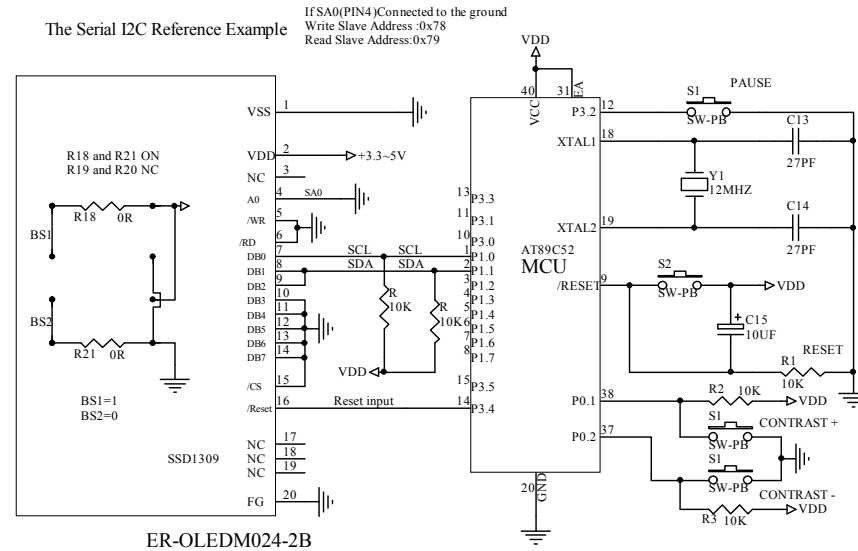 The Serial I2C Reference Example
If SA0(PIN4)Connected to the ground
Write Slave Address :0x78
Read Slave Address:0x79
R18 and R21 ON
R19 and R20 NC
R18 0R
BS1
BS2
R21 0R
BS1=1
BS2=0
SSD1309
VSS 1
VDD 2 +3.3~5V
NC 3
A0 4 SA0
/WR 5
/RD 6
DB0 7 SCL SCL 1 P1.0
DB1 8 SDA SDA 2 P1.1
DB2 9
DB3 10
DB4 11
DB5 12
DB6 13
DB7 14
/CS 15
/Reset 16 Reset input 14 P3.4
NC 17
NC 18
NC 19
FG 20
ER-OLEDM024-2B
R
10K
R
10K
VDD
13 P3.3
11 P3.1
10 P3.0
3 P1.2
4 P1.3
5 P1.4
6 P1.5
7 P1.6
8 P1.7
15 P3.5
VDD
40 VCC
31 EA
AT89C52
MCU
20 GND
P3.2 12
XTAL1 18
XTAL2 19
/RESET 9
P0.1 38
P0.2 37
S1 PAUSE
SW-PB
C13
27PF
Y1
12MHZ
C14
27PF
S2
SW-PB
VDD
+
C15
10UF
R1 RESET
10K
R2 10K
VDD
S1 CONTRAST +
SW-PB
S1
SW-PB
CONTRAST -
R3 10K
VDD